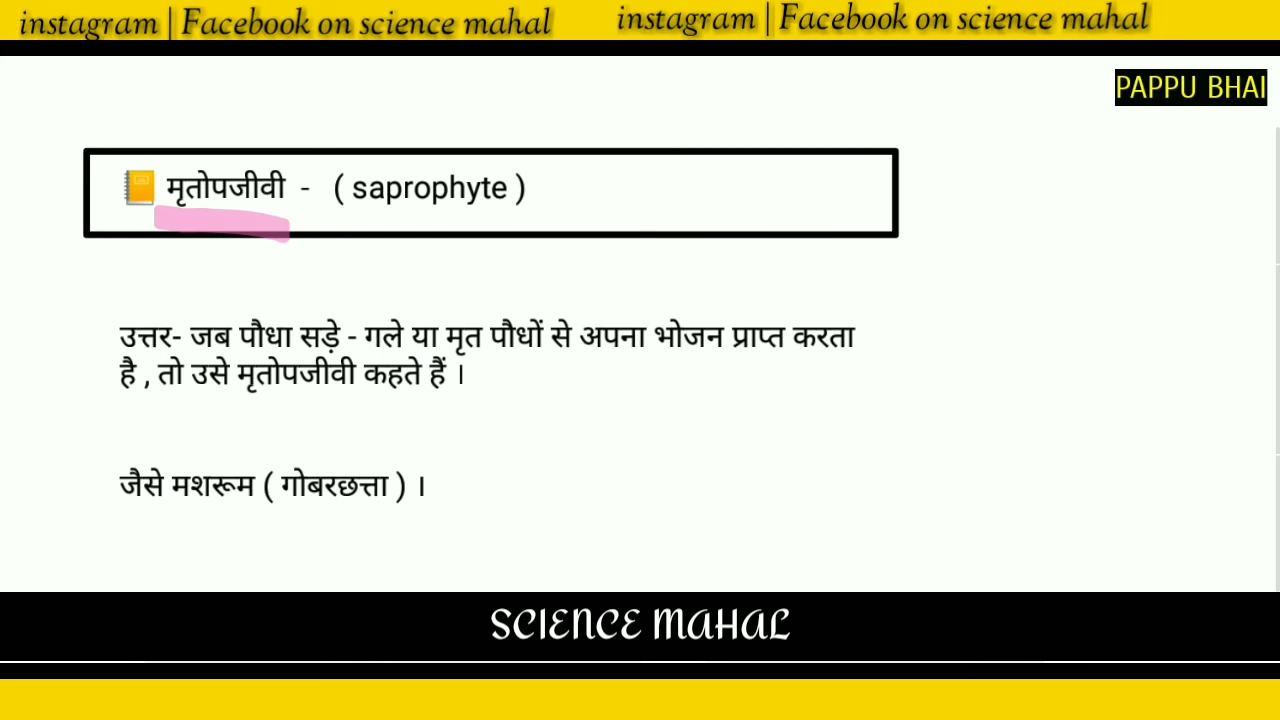 instagram | Facebook on science mahal instagram | Facebook on science mahal
PAPPU BHAI
मृतोपजीवी - ( saprophyte )
उत्तर- जब पौधा सड़े - गले या मृत पौधों से अपना भोजन प्राप्त करता
है , तो उसे मृतोपजीवी कहते हैं ।
जैसे मशरूम ( गोबरछत्ता ) ।
SCIENCE MAHAL